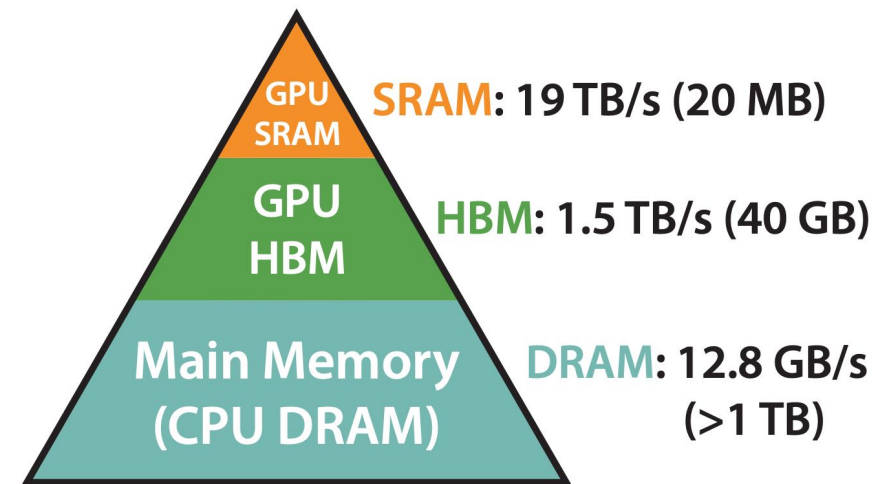 GPU
SRAM
SRAM: 19 TB/s (20 MB)
GPU
HBM
HBM: 1.5 TB/s (40 GB)
Main Memory
(CPU DRAM)
DRAM: 12.8 GB/s
(>1 TB)